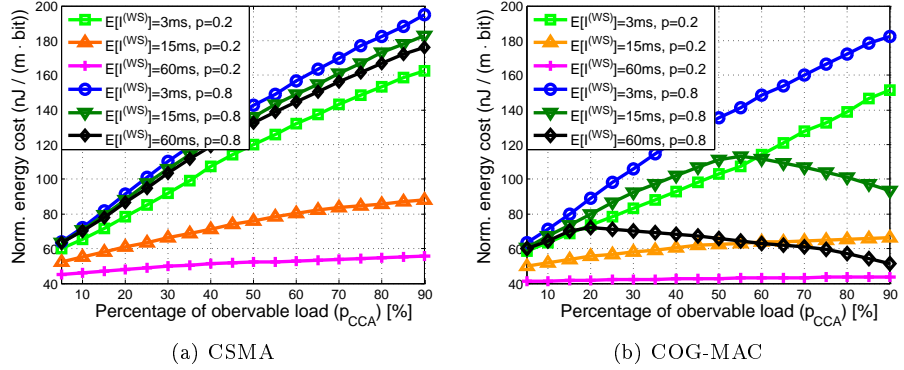 200
180
160
140
120
100
80
60
40
Norm. energy cost (nJ / (m · bit))
E[I(WS)]=3ms, p=0.2
E[I(WS)]=15ms, p=0.2
E[I(WS)]=60ms, p=0.2
E[I(WS)]=3ms, p=0.8
E[I(WS)]=15ms, p=0.8
E[I(WS)]=60ms, p=0.8
10 20 30 40 50 60 70 80 90
Percentage of obervable load (pCCA) [%]
(a) CSMA
200
180
160
140
120
100
80
60
40
Norm. energy cost (nJ / (m · bit))
E[I(WS)]=3ms, p=0.2
E[I(WS)]=15ms, p=0.2
E[I(WS)]=60ms, p=0.2
E[I(WS)]=3ms, p=0.8
E[I(WS)]=15ms, p=0.8
E[I(WS)]=60ms, p=0.8
10 20 30 40 50 60 70 80 90
Percentage of obervable load (pCCA) [%]
(b) COG-MAC